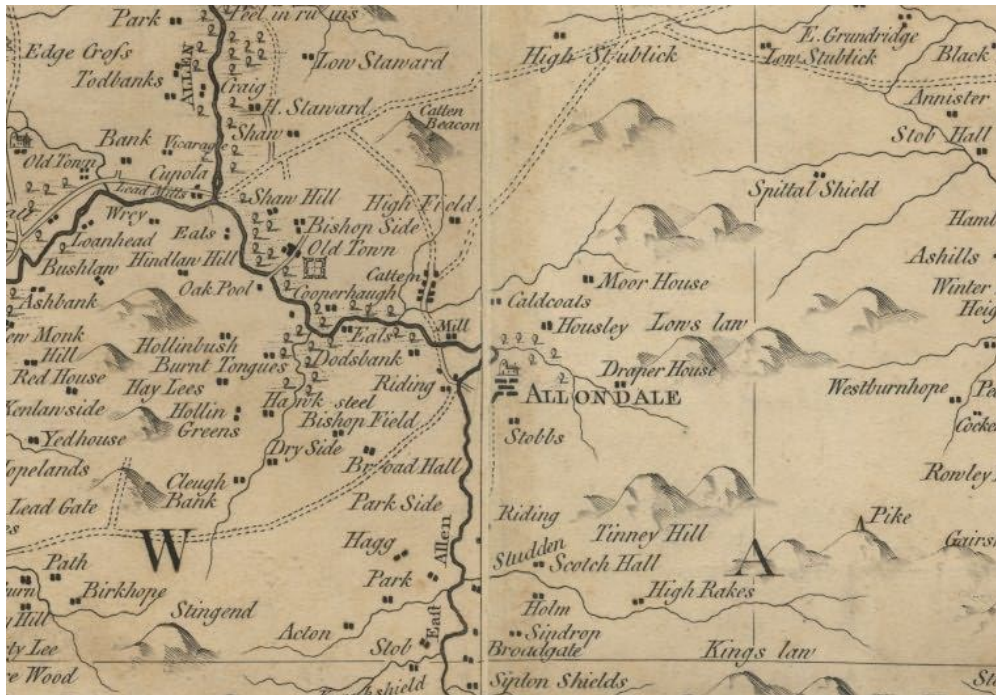 Park
Peel in ruins
Edge Croſs
Todbanks
ALLEN
Craig
Low Staward
H. Staward
High Stublick
E. Grundridge
Low Stublick
Black
Annister
Stob Hall
Catten
Beacon
Shaw
Bank
Vicarage
Old Town
Cupola
Lead Mills
Spittal Shield
Wrey
Loanhead
Eals
Shaw Hill
High Field
Bishop Side
Old Town
Bushlaw
Hindlaw Hill
Oak Pool
Catten
Cooperhaugh
Moor House
Caldcoats
Ashills
Winter
Ashbank
Monk
Hill
Hollinbush
Burnt Tongues
Eals
Mill
Dodsbank
Housley
Lows law
Red House
Hay Lees
Riding
Draper House
ALLONDALE
Westburnhope
Kenlawside
Hollin
Greens
Hawk steel
Bishop Field
Stobbs
Yedhouse
Dry Side
Broad Hall
Copelands
Cleugh
Bank
Lead Gate
Park Side
Riding
Tinney Hill
Pike
W
Hagg
Allen
Studden
Scotch Hall
A
Path
Birkhope
Park
High Rakes
Hill
Stingend
Holm
Acton
Eaſt
Sindrop
Stob
Broadgate
Kings law
Wood
Sipton Shields